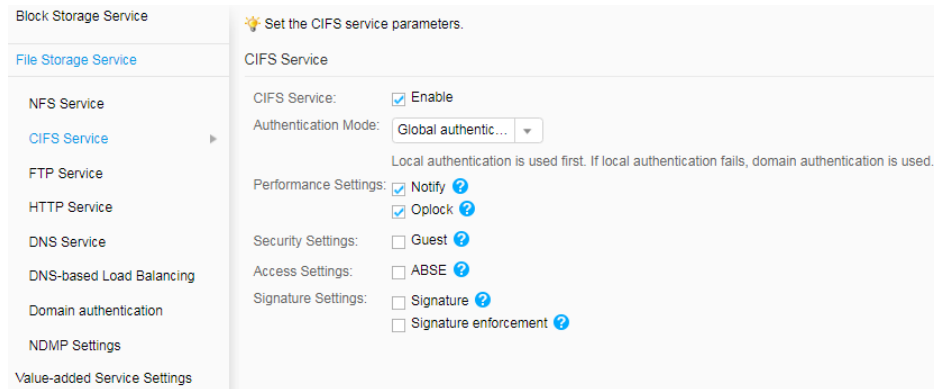 Block Storage Service
File Storage Service
NFS Service
CIFS Service
FTP Service
HTTP Service
DNS Service
DNS-based Load Balancing
Domain authentication
NDMP Settings
Value-added Service Settings
Set the CIFS service parameters.
CIFS Service
CIFS Service: Enable
Authentication Mode: Global authentic...
Local authentication is used first. If local authentication fails, domain authentication is used.
Performance Settings: Notify ?
Oplock ?
Security Settings: Guest ?
Access Settings: ABSE ?
Signature Settings: Signature ?
Signature enforcement ?